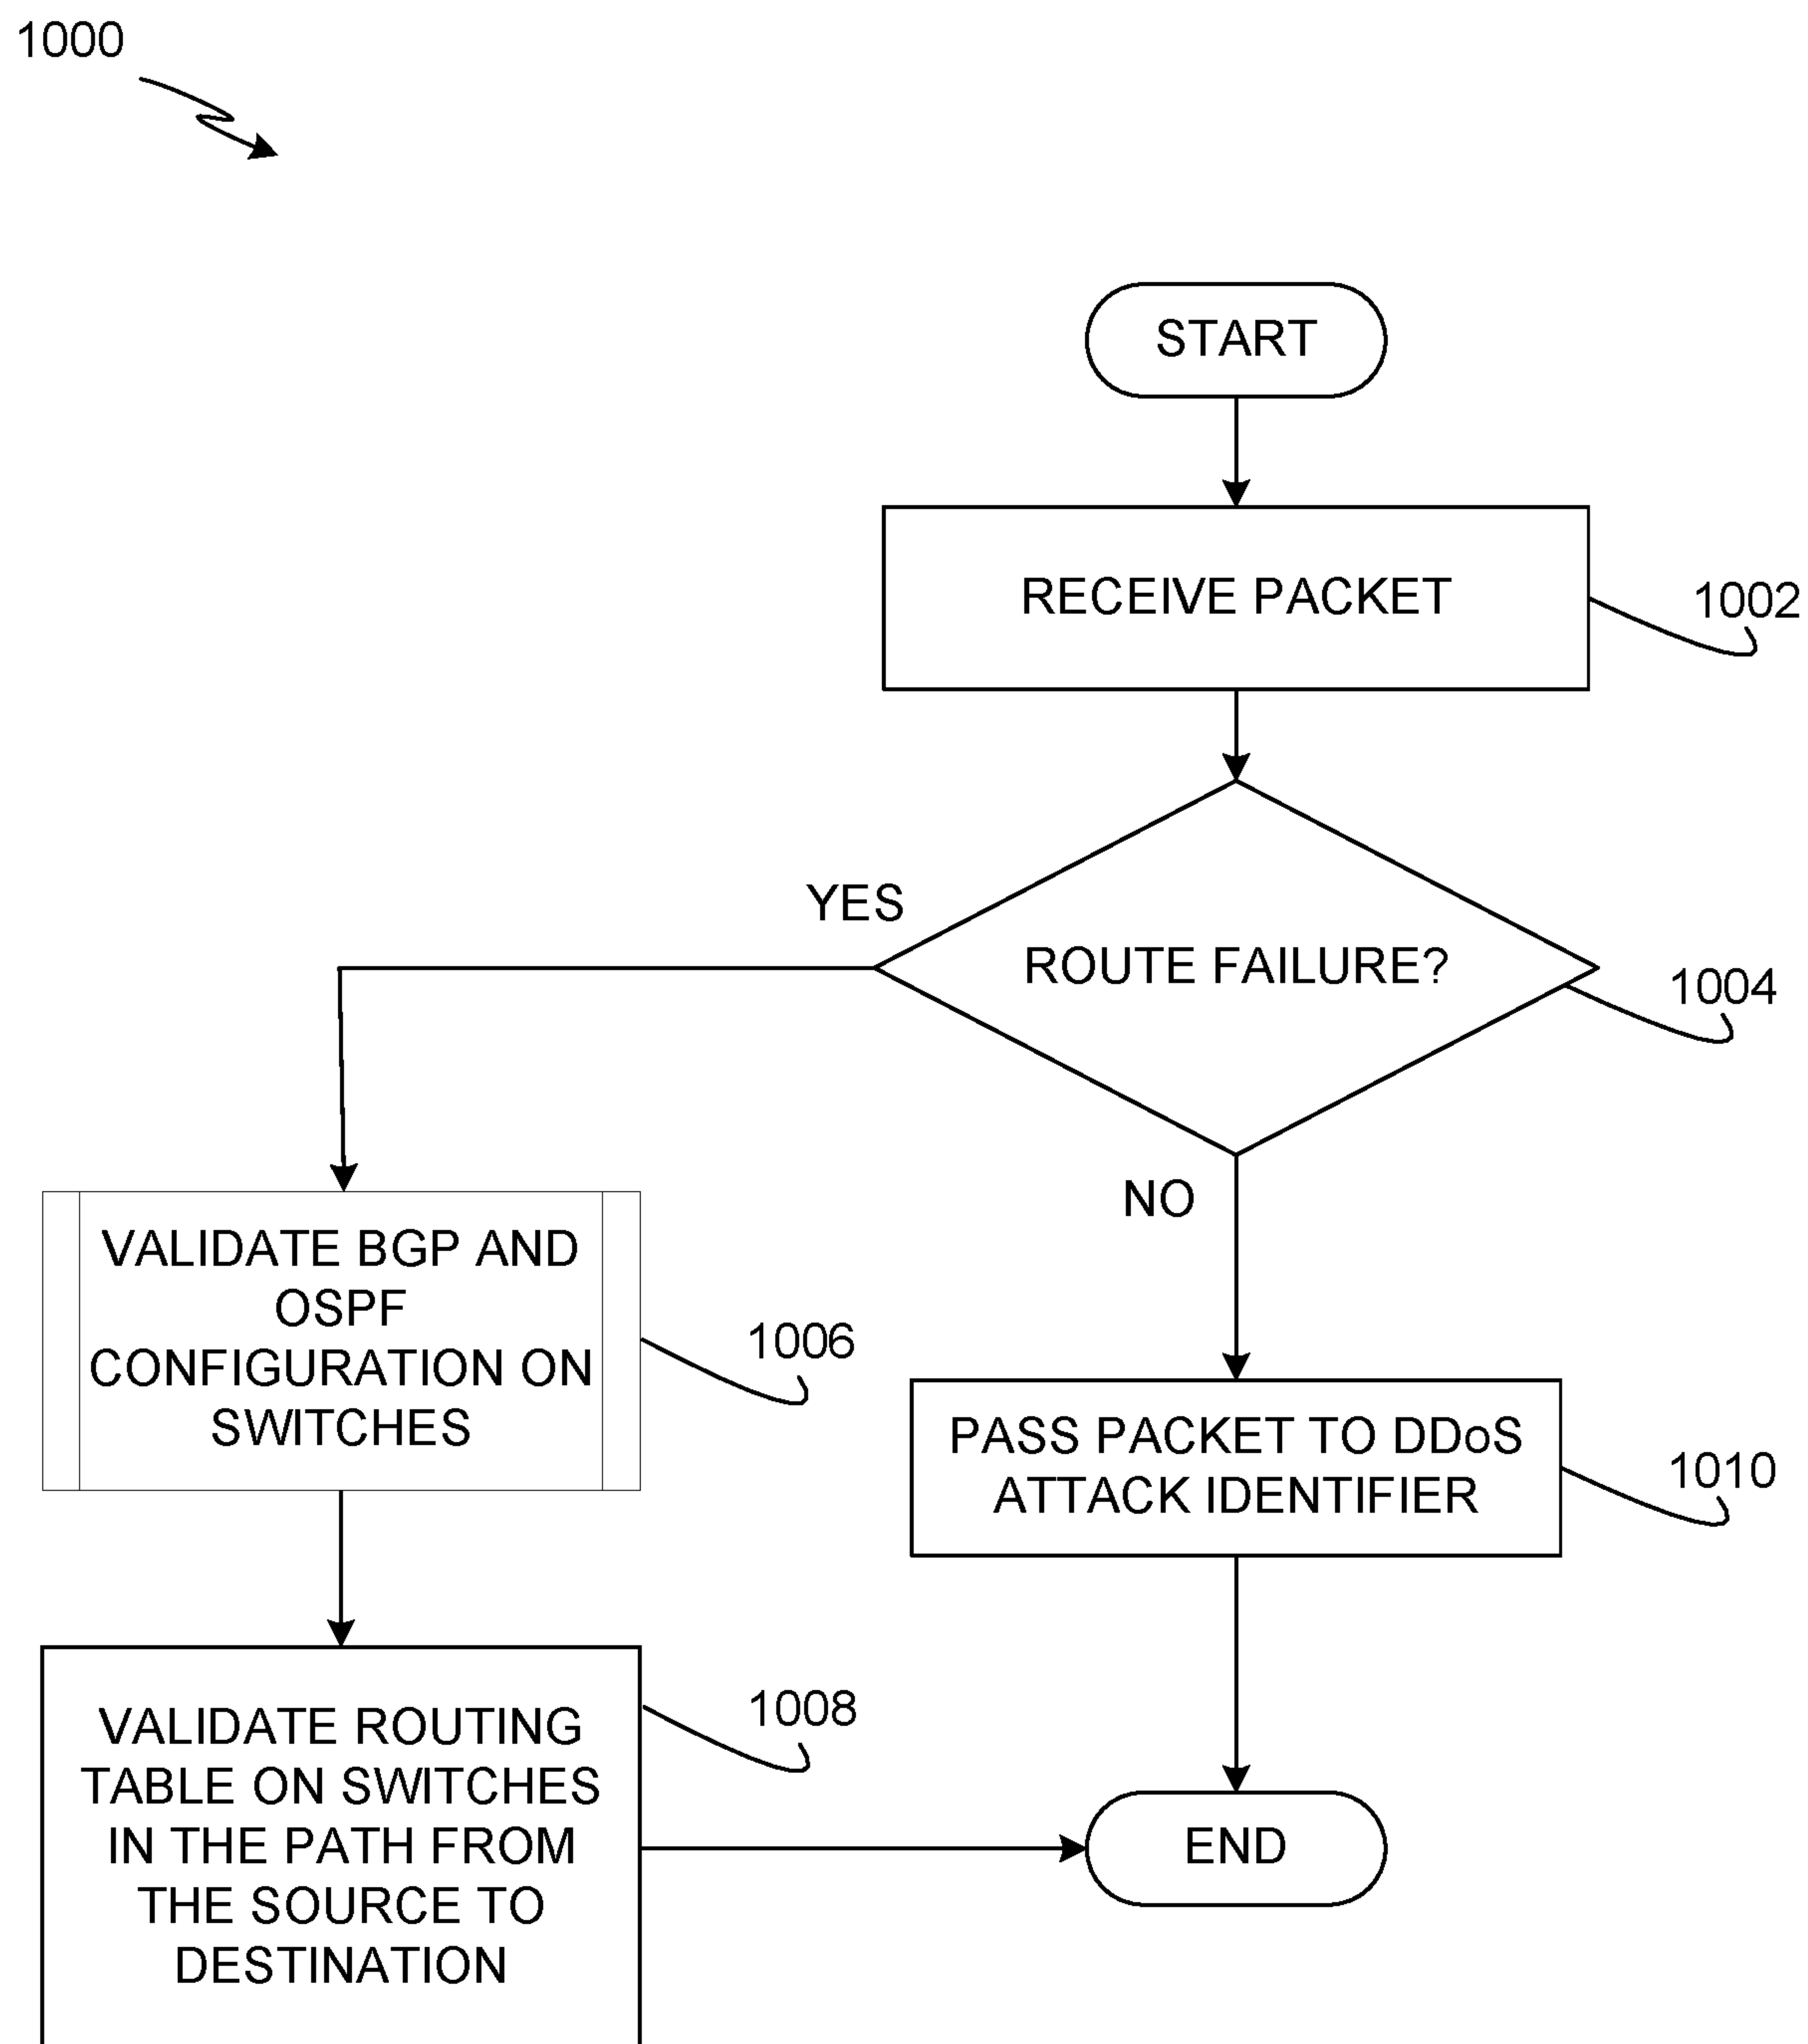 1000
START
RECEIVE PACKET
1002
YES
ROUTE FAILURE?
1004
NO
VALIDATE BGP AND
OSPF
CONFIGURATION ON
SWITCHES
1006
PASS PACKET TO DDoS
ATTACK IDENTIFIER
1010
VALIDATE ROUTING
TABLE ON SWITCHES
IN THE PATH FROM
THE SOURCE TO
DESTINATION
1008
END